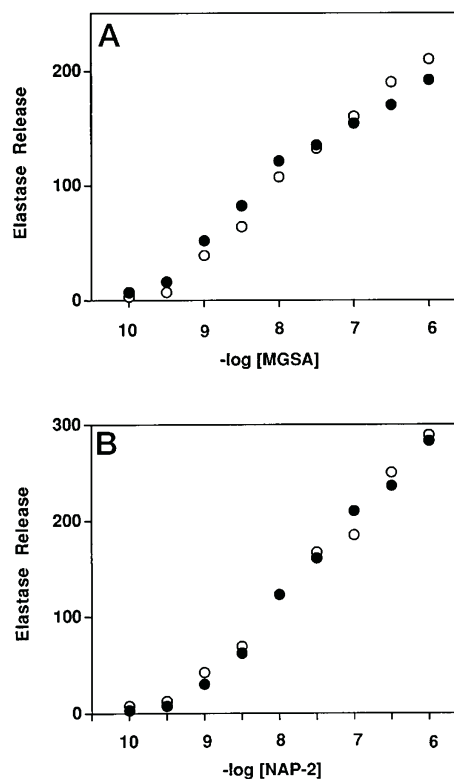 A
Elastase Release
200
100
0
10 9 8 7 6
-log [MGSA]
B
Elastase Release
300
200
100
0
10 9 8 7 6
-log [NAP-2]